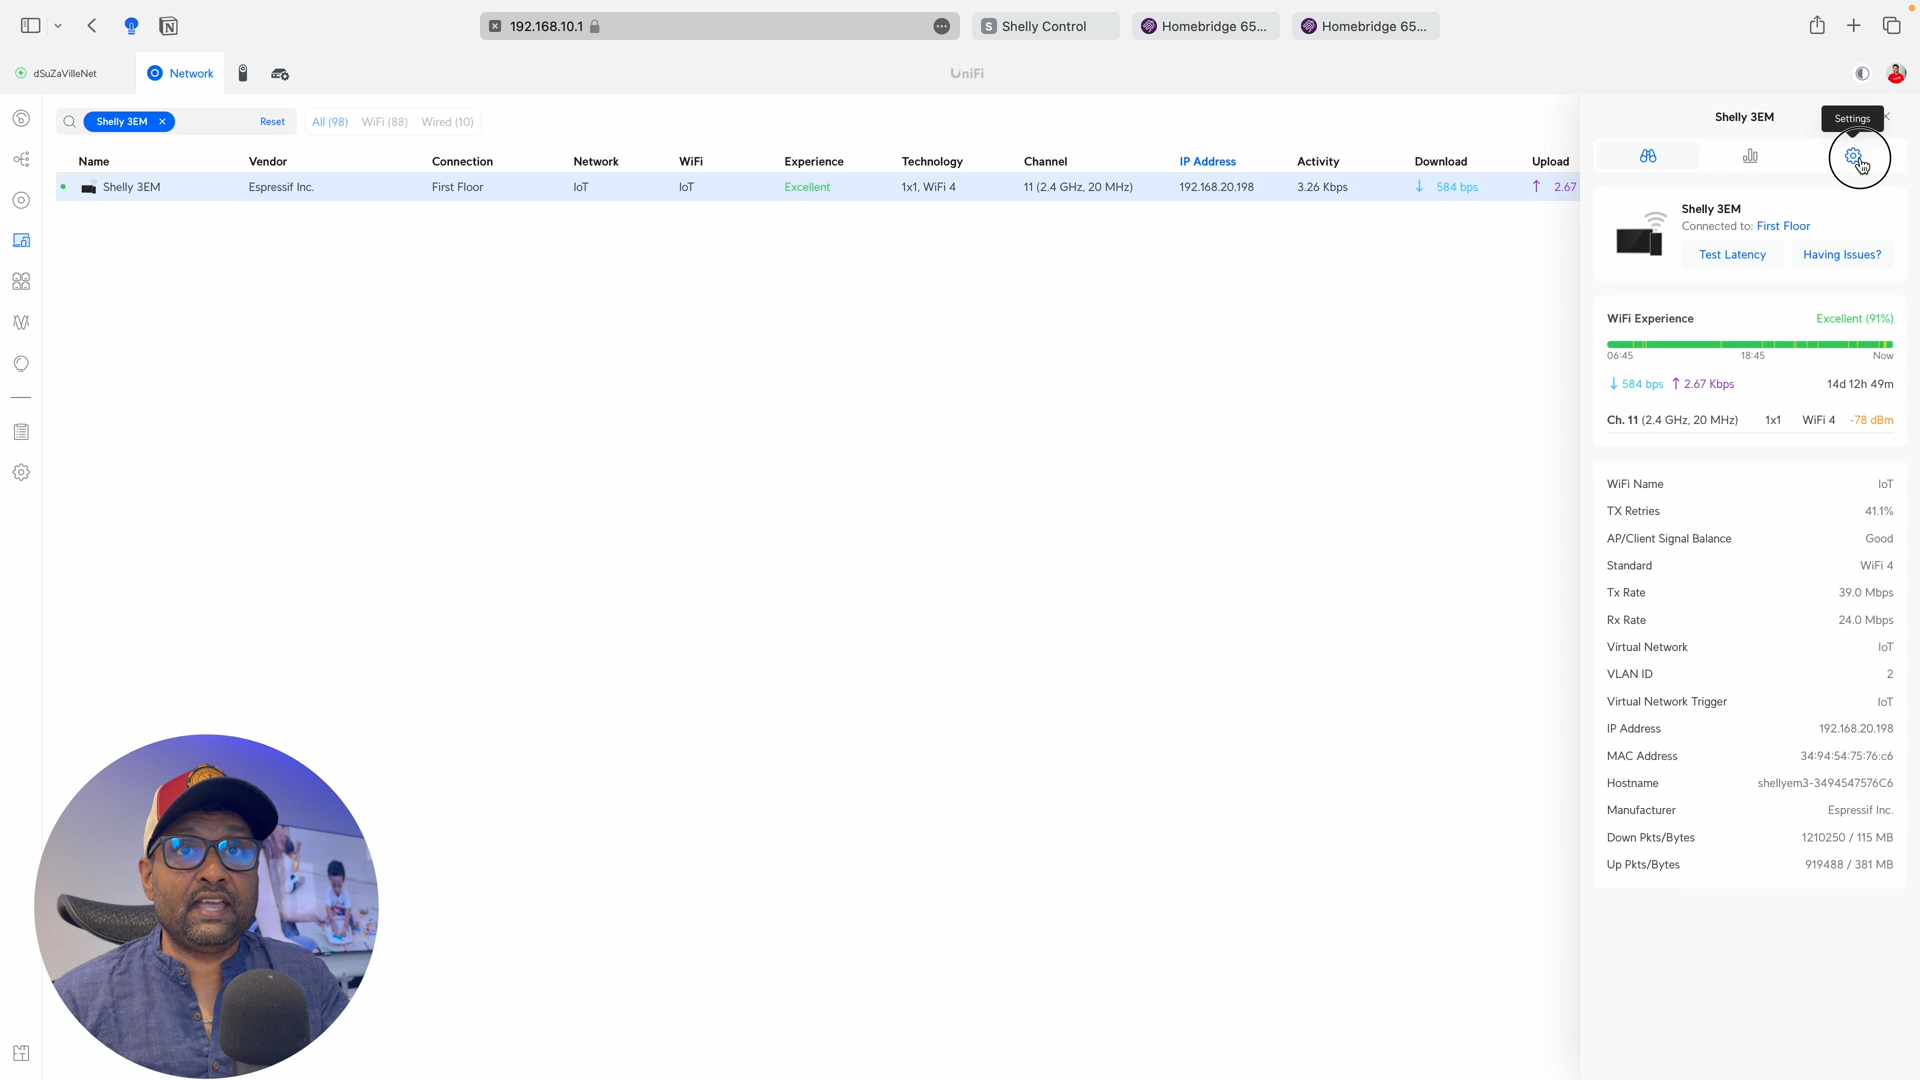 192.168.10.1
S Shelly Control
Homebridge 65...
Homebridge 65...
dSuZaVilleNet
Network
UniFi
Shelly 3EM
Reset
All (98)
WiFi (88)
Wired (10)
Name Vendor Connection Network WiFi Experience Technology Channel IP Address Activity Download Upload
Shelly 3EM Espressif Inc. First Floor IoT IoT Excellent 1x1, WiFi 4 11 (2.4 GHz, 20 MHz) 192.168.20.198 3.26 Kbps ↓ 584 bps ↑ 2.67
Shelly 3EM
Settings
Shelly 3EM
Connected to: First Floor
Test Latency
Having Issues?
WiFi Experience Excellent (91%)
06:45 18:45 Now
↓ 584 bps ↑ 2.67 Kbps 14d 12h 49m
Ch. 11 (2.4 GHz, 20 MHz) 1x1 WiFi 4 -78 dBm
WiFi Name IoT
TX Retries 41.1%
AP/Client Signal Balance Good
Standard WiFi 4
Tx Rate 39.0 Mbps
Rx Rate 24.0 Mbps
Virtual Network IoT
VLAN ID 2
Virtual Network Trigger IoT
IP Address 192.168.20.198
MAC Address 34:94:54:75:76:c6
Hostname shellyem3-3494547576C6
Manufacturer Espressif Inc.
Down Pkts/Bytes 1210250 / 115 MB
Up Pkts/Bytes 919488 / 381 MB